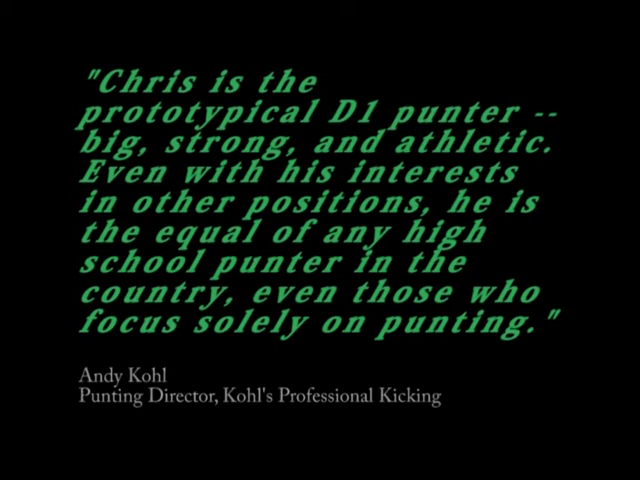 "Chris is the
prototypical D1 punter --
big, strong, and athletic.
Even with his interests
in other positions, he is
the equal of any high
school punter in the
country, even those who
focus solely on punting."
Andy Kohl
Punting Director, Kohl's Professional Kicking